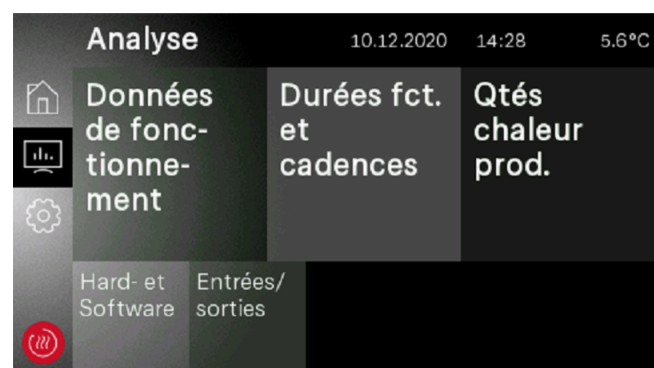 Analyse 10.12.2020 14:28 5.6°C
Données
de fonc-
tionne-
ment
Durées fct.
et
cadences
Qtés
chaleur
prod.
Hard- et
Software
Entrées/
sorties